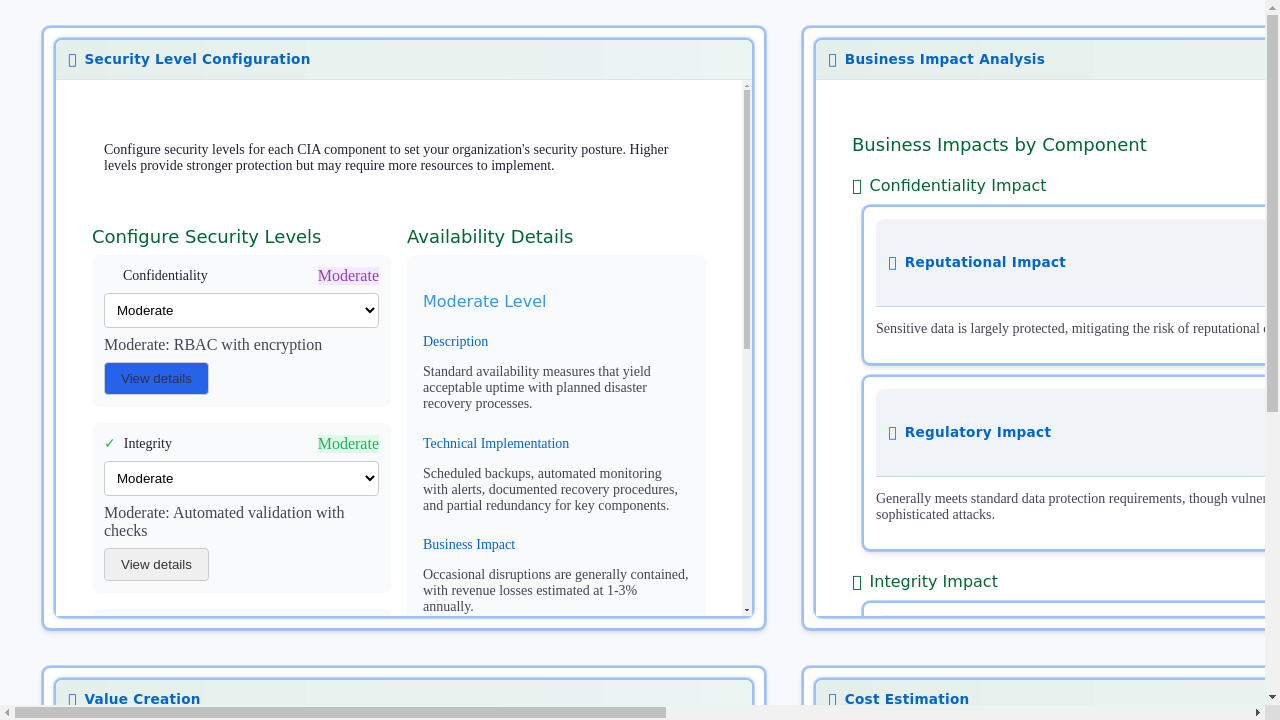 Security Level Configuration
Configure security levels for each CIA component to set your organization's security posture. Higher
levels provide stronger protection but may require more resources to implement.
Configure Security Levels
Confidentiality
Moderate
Moderate
Moderate: RBAC with encryption
View details
✓ Integrity
Moderate
Moderate
Moderate: Automated validation with
checks
View details
Availability Details
Moderate Level
Description
Standard availability measures that yield
acceptable uptime with planned disaster
recovery processes.
Technical Implementation
Scheduled backups, automated monitoring
with alerts, documented recovery procedures,
and partial redundancy for key components.
Business Impact
Occasional disruptions are generally contained,
with revenue losses estimated at 1-3%
annually.
Business Impact Analysis
Business Impacts by Component
Confidentiality Impact
Reputational Impact
Sensitive data is largely protected, mitigating the risk of reputational
Regulatory Impact
Generally meets standard data protection requirements, though
sophisticated attacks.
Integrity Impact
Value Creation
Cost Estimation